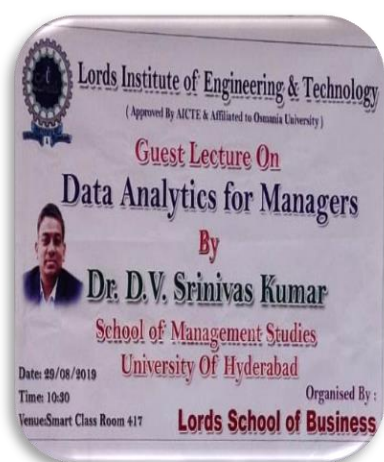 Lords Institute of Engineering & Technology
( Approved By AICTE & Affiliated to Osmania University )
Guest Lecture On
Data Analytics for Managers
By
Dr. D.V. Srinivas Kumar
School of Management Studies
University Of Hyderabad
Date: 29/08/2019
Time: 10:30
Venue:Smart Class Room 417
Organised By :
Lords School of Business